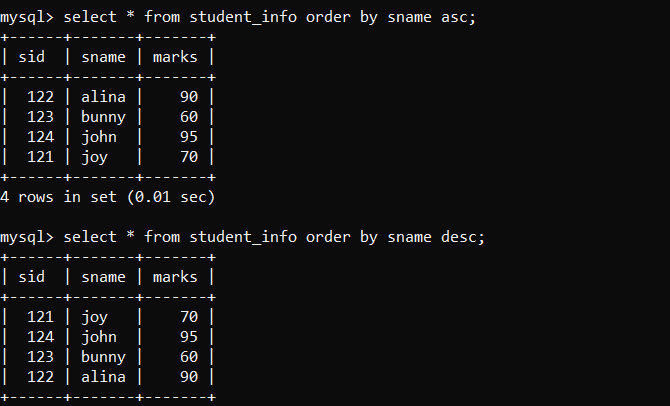 mysql> select * from student_info order by sname asc;
+------+-------+-------+
| sid  | sname | marks |
+------+-------+-------+
|  122 | alina |    90 |
|  123 | bunny |    60 |
|  124 | john  |    95 |
|  121 | joy   |    70 |
+------+-------+-------+
4 rows in set (0.01 sec)

mysql> select * from student_info order by sname desc;
+------+-------+-------+
| sid  | sname | marks |
+------+-------+-------+
|  121 | joy   |    70 |
|  124 | john  |    95 |
|  123 | bunny |    60 |
|  122 | alina |    90 |
+------+-------+-------+